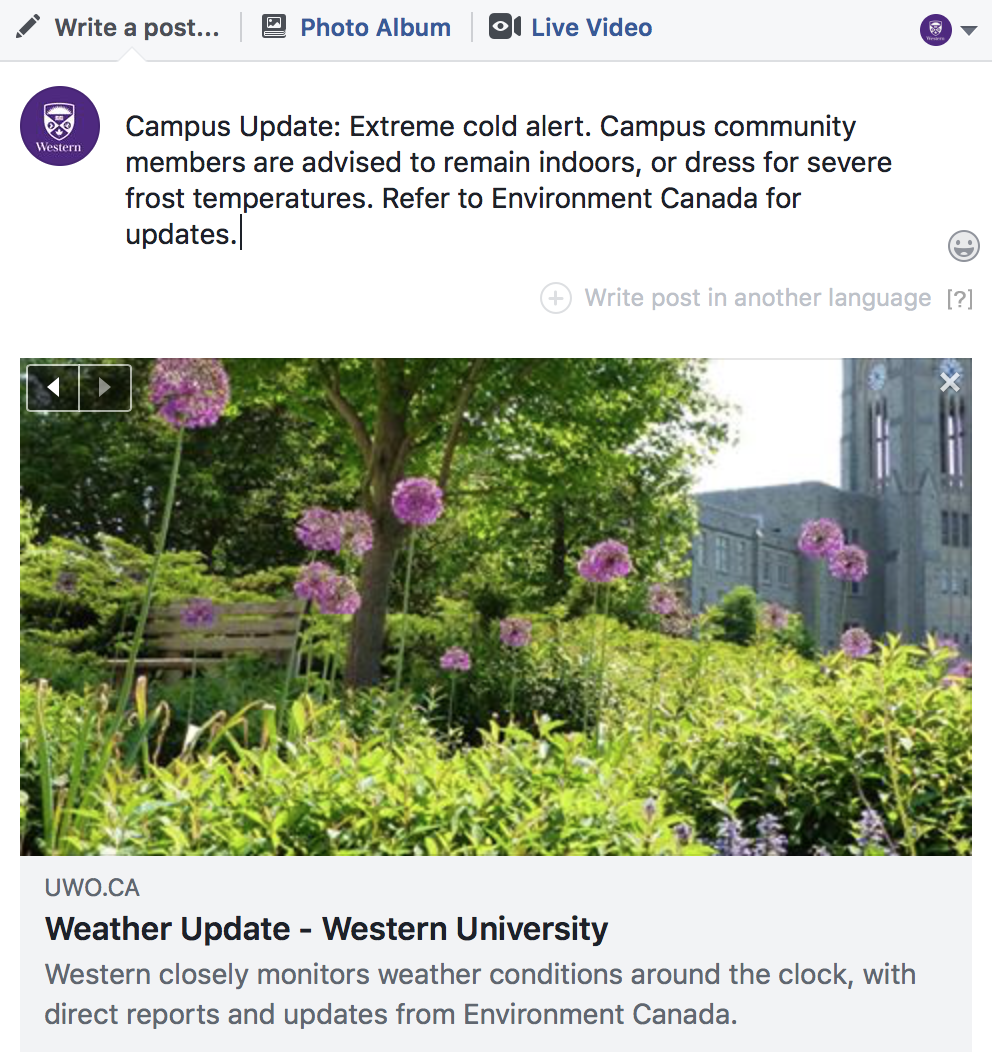 Write a post...
Photo Album
Live Video
Western
Western
Campus Update: Extreme cold alert. Campus community
members are advised to remain indoors, or dress for severe
frost temperatures. Refer to Environment Canada for
updates.
Write post in another language [?]
UWO.CA
Weather Update - Western University
Western closely monitors weather conditions around the clock, with
direct reports and updates from Environment Canada.